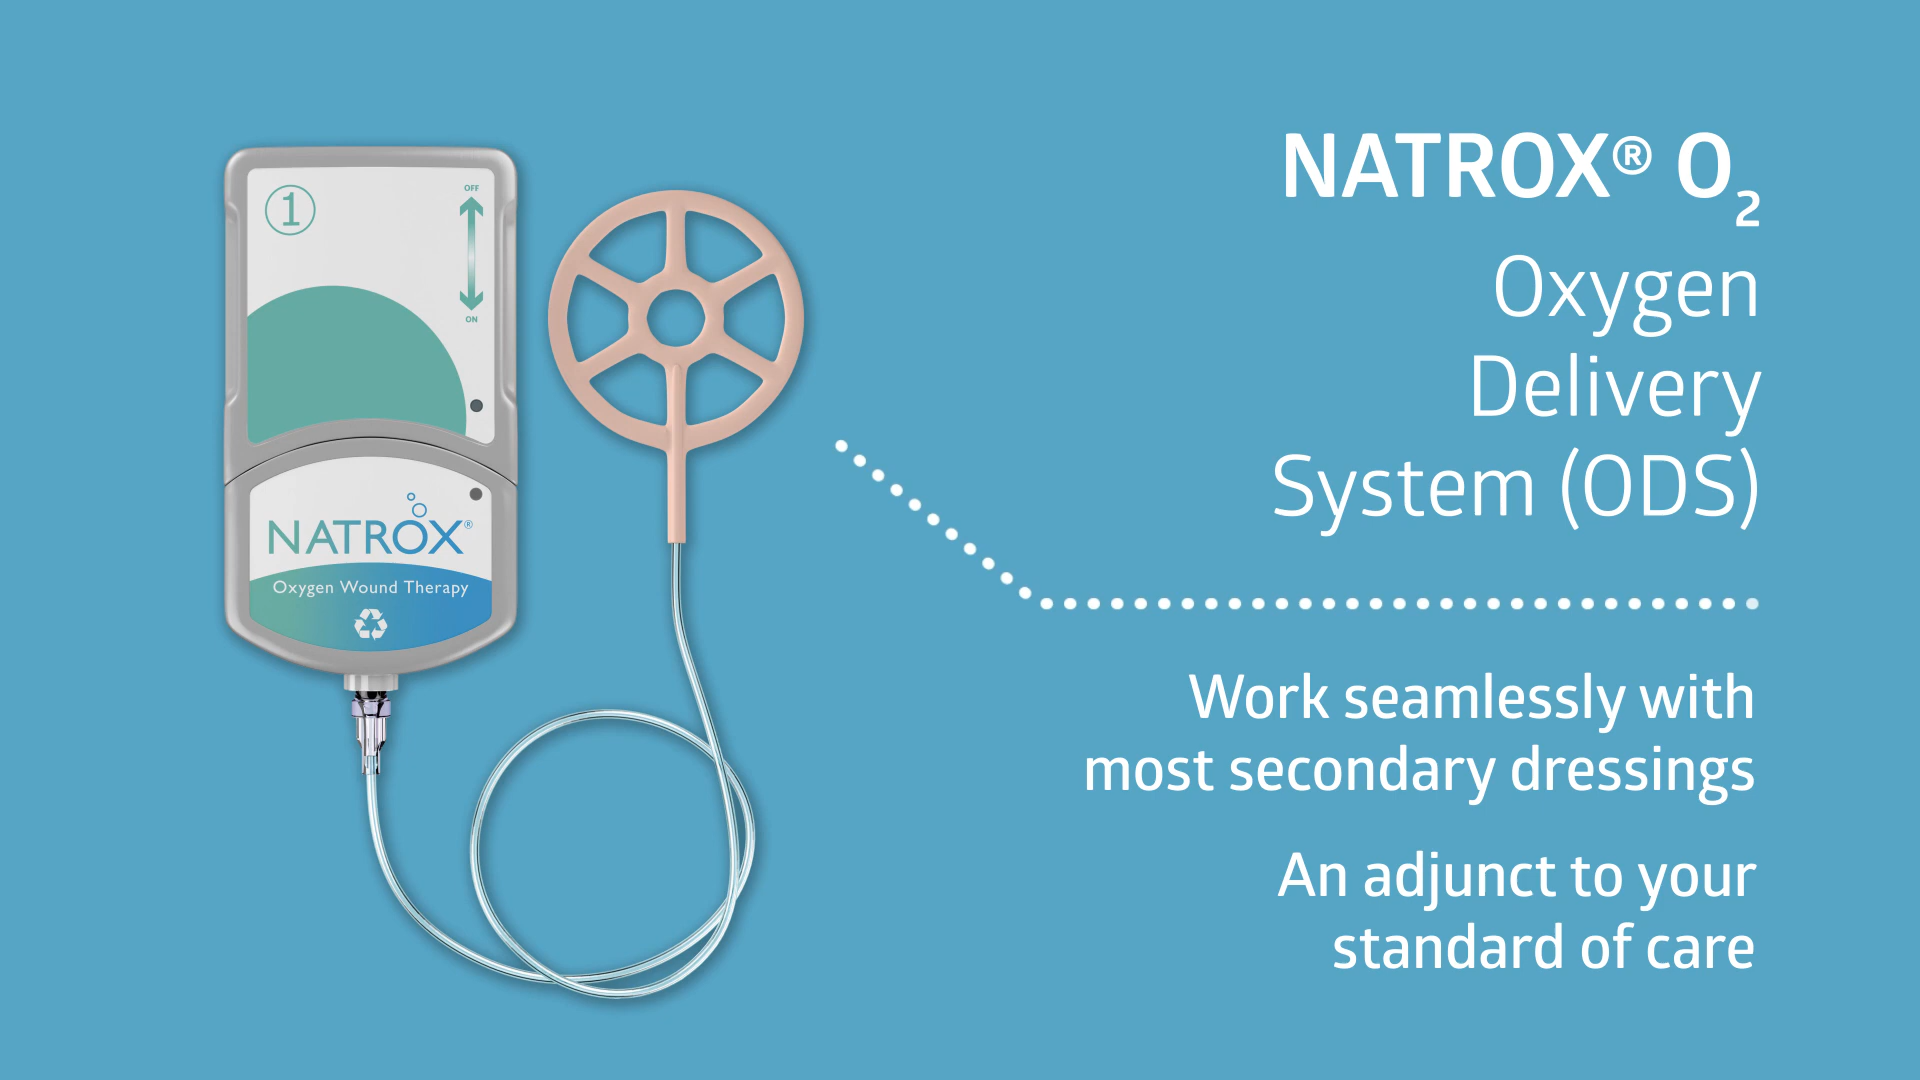 1
OFF
ON
NATROX®
Oxygen Wound Therapy
NATROX® O₂
Oxygen
Delivery
System (ODS)
Work seamlessly with
most secondary dressings
An adjunct to your
standard of care